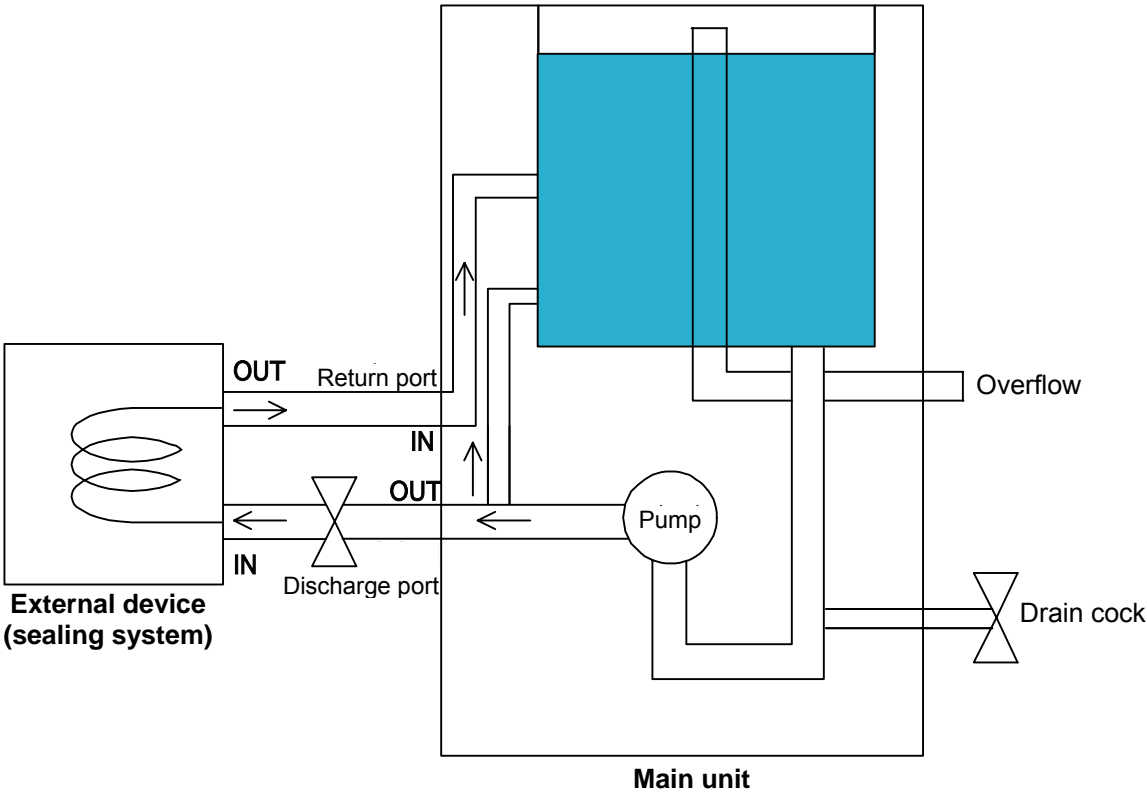 OUT
Return port
Overflow
IN
OUT
Pump
IN
Discharge port
External device
(sealing system)
Drain cock
Main unit